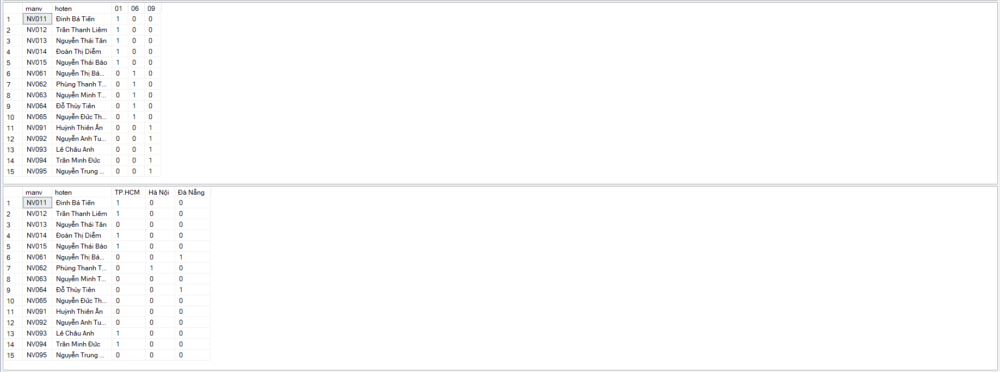 manv hoten 01 06 09
1 NV011 Đinh Bá Tiến 1 0 0
2 NV012 Trần Thanh Liêm 1 0 0
3 NV013 Nguyễn Thái Tân 1 0 0
4 NV014 Đoàn Thị Diễm 1 0 0
5 NV015 Nguyễn Thái Bảo 1 0 0
6 NV061 Nguyễn Thị Bả... 0 1 0
7 NV062 Phùng Thanh T... 0 1 0
8 NV063 Nguyễn Minh T... 0 1 0
9 NV064 Đỗ Thùy Tiên 0 1 0
10 NV065 Nguyễn Đức Th... 0 1 0
11 NV091 Huỳnh Thiên Ân 0 0 1
12 NV092 Nguyễn Anh Tu... 0 0 1
13 NV093 Lê Châu Anh 0 0 1
14 NV094 Trần Minh Đức 0 0 1
15 NV095 Nguyễn Trung ... 0 0 1
manv hoten TP.HCM Hà Nội Đà Nẵng
1 NV011 Đinh Bá Tiến 1 0 0
2 NV012 Trần Thanh Liêm 1 0 0
3 NV013 Nguyễn Thái Tân 0 0 0
4 NV014 Đoàn Thị Diễm 1 0 0
5 NV015 Nguyễn Thái Bảo 1 0 0
6 NV061 Nguyễn Thị Bả... 0 0 1
7 NV062 Phùng Thanh T... 0 1 0
8 NV063 Nguyễn Minh T... 0 0 0
9 NV064 Đỗ Thùy Tiên 0 0 1
10 NV065 Nguyễn Đức Th... 0 0 0
11 NV091 Huỳnh Thiên Ân 0 0 0
12 NV092 Nguyễn Anh Tu... 0 0 0
13 NV093 Lê Châu Anh 1 0 0
14 NV094 Trần Minh Đức 1 0 0
15 NV095 Nguyễn Trung ... 0 0 0